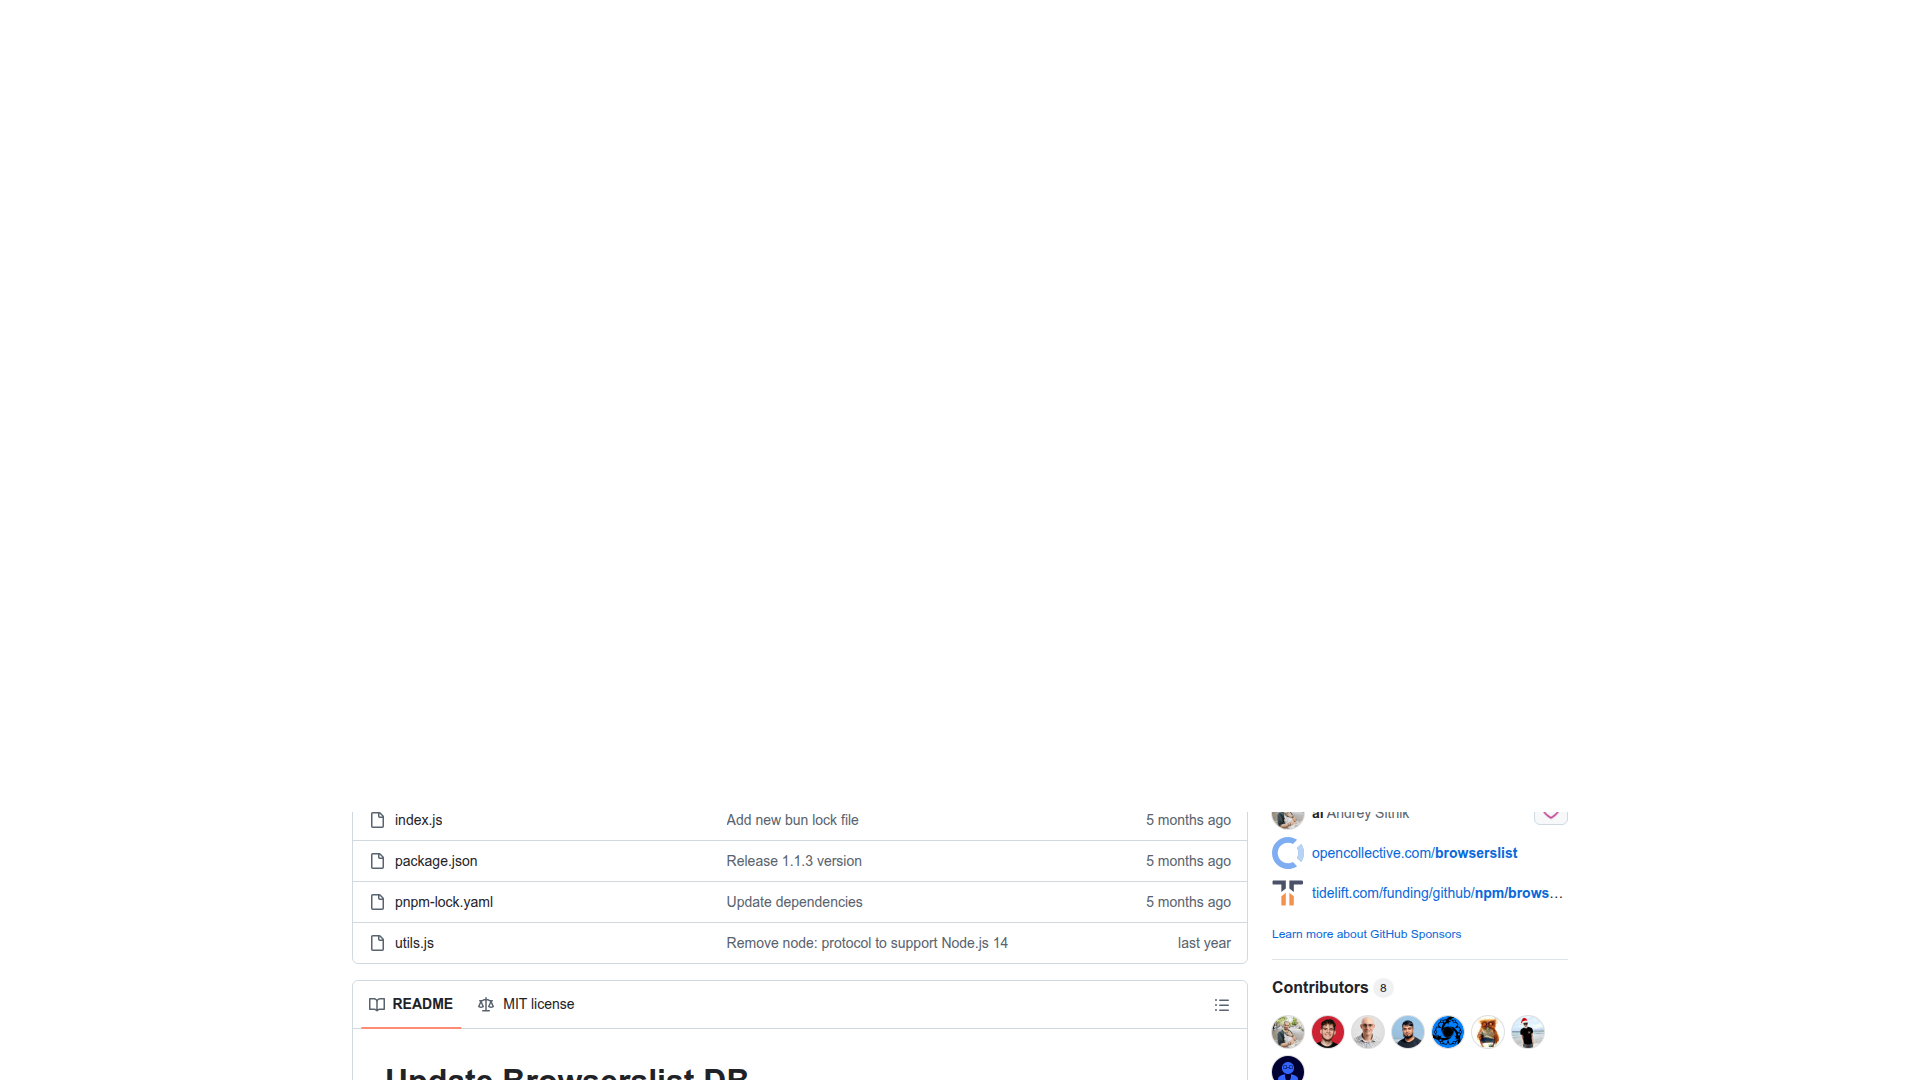 index.js Add new bun lock file 5 months ago
package.json Release 1.1.3 version 5 months ago
pnpm-lock.yaml Update dependencies 5 months ago
utils.js Remove node: protocol to support Node.js 14 last year
README MIT license
Update Browserslist DB
ai Andrey Sitnik
opencollective.com/browserslist
tidelift.com/funding/github/npm/brows…
Learn more about GitHub Sponsors
Contributors 8